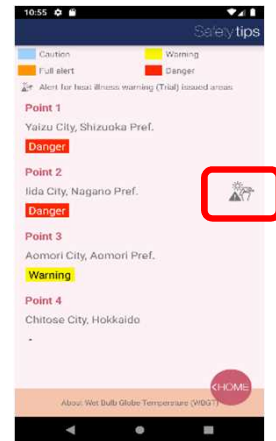 10:55
Safety tips
Caution
Warning
Full alert
Danger
Alert for heat illness warning (Trial) issued areas
Point 1
Yaizu City, Shizuoka Pref.
Danger
Point 2
Iida City, Nagano Pref.
Danger
Point 3
Aomori City, Aomori Pref.
Warning
Point 4
Chitose City, Hokkaido
-
<HOME
About Wet Bulb Globe Temperature (WBGT)